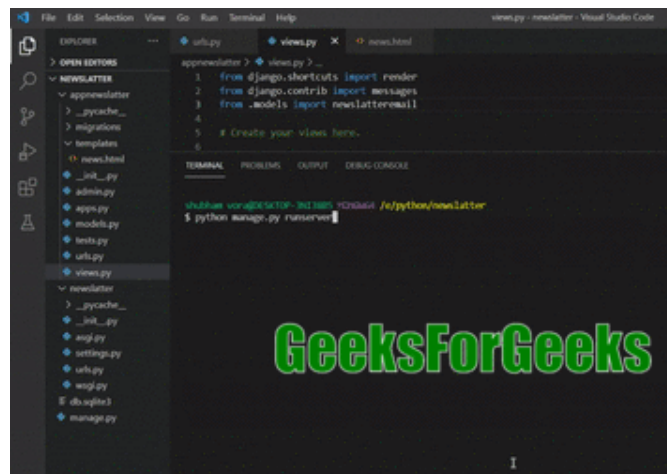 File Edit Selection View Go Run Terminal Help views.py - newslatter - Visual Studio Code
EXPLORER ...
> OPEN EDITORS
NEWSLATTER
appnewslatter
> __pycache__
> migrations
templates
news.html
__init__.py
admin.py
apps.py
models.py
tests.py
urls.py
views.py
newslatter
> __pycache__
__init__.py
asgi.py
settings.py
urls.py
wsgi.py
db.sqlite3
manage.py
urls.py views.py × news.html
appnewslatter > views.py > ...
1 from django.shortcuts import render
2 from django.contrib import messages
3 from .models import newslatteremail
4
5 # Create your views here.
6
TERMINAL PROBLEMS OUTPUT DEBUG CONSOLE
shubham vora@DESKTOP- MINGW64 /e/python/newslatter
$ python manage.py runserver
GeeksForGeeks